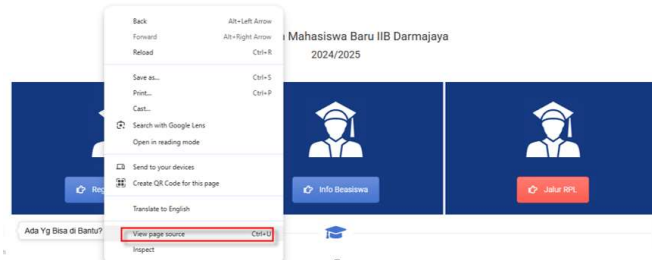 Back Alt+Left Arrow
Forward Alt+Right Arrow
Reload Ctrl+R
Mahasiswa Baru IIB Darmajaya
2024/2025
Save as... Ctrl+S
Print... Ctrl+P
Cast...
Search with Google Lens
Open in reading mode
Send to your devices
Create QR Code for this page
Translate to English
View page source Ctrl+U
Inspect
Reg
Info Beasiswa
Jalur RPL
Ada Yg Bisa di Bantu?